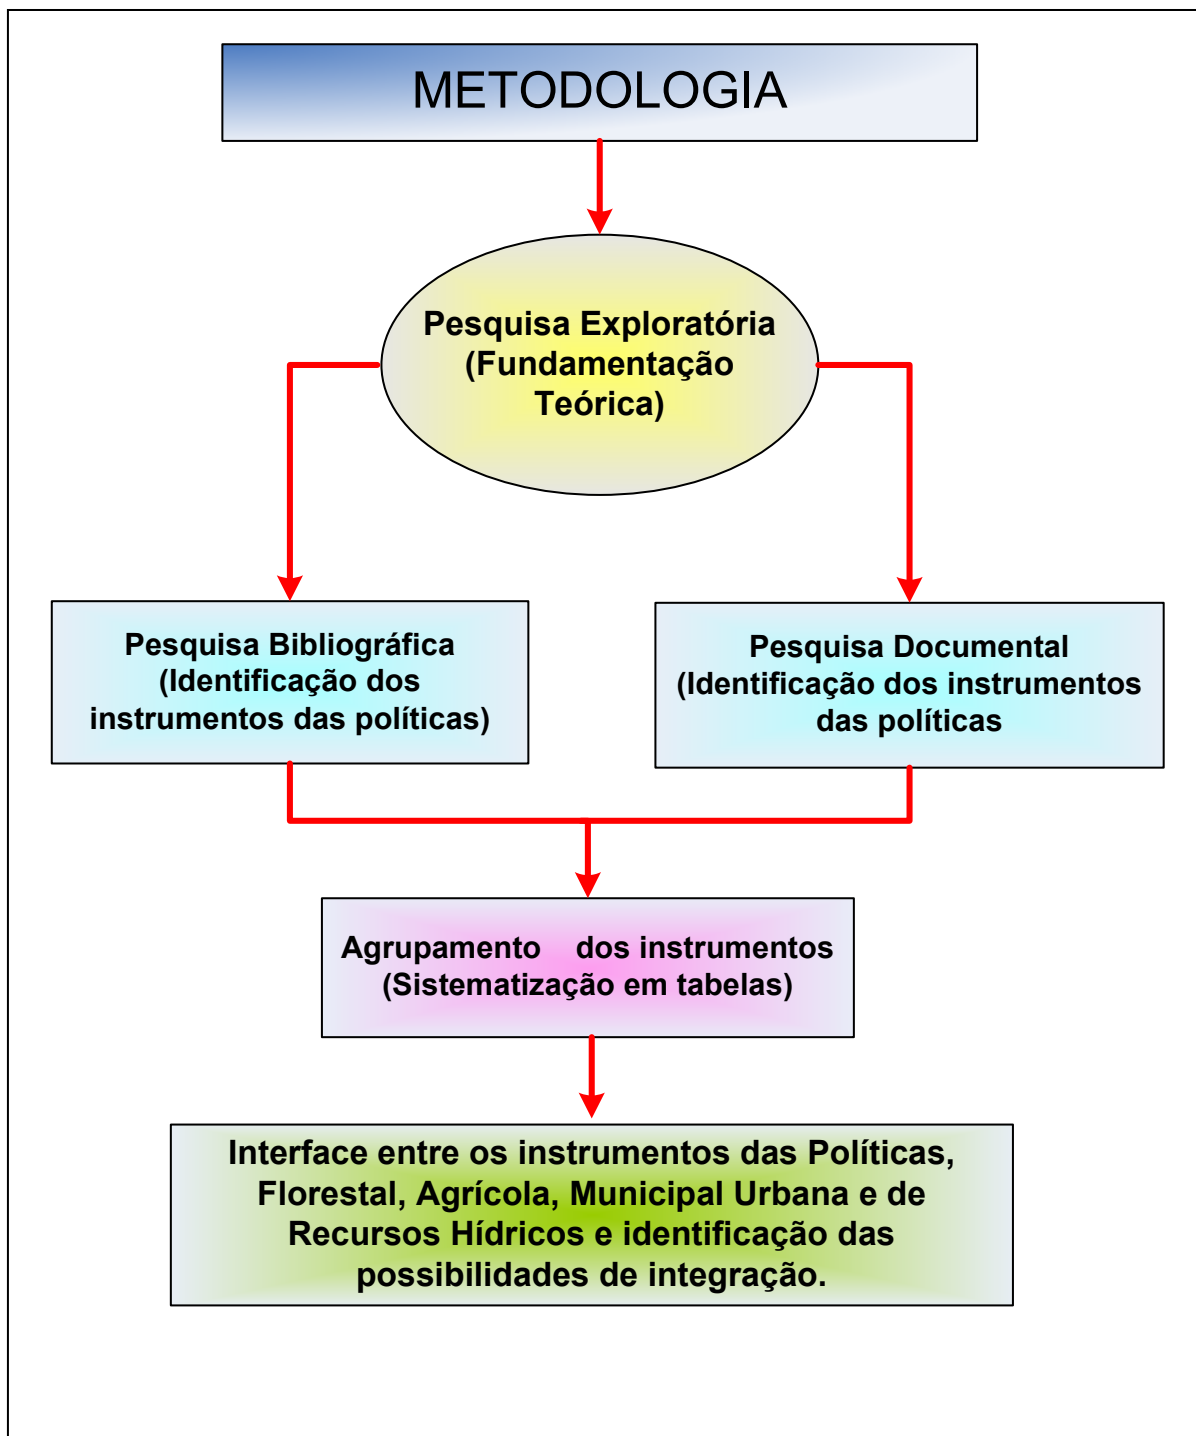 METODOLOGIA
Pesquisa Exploratória
(Fundamentação
Teórica)
Pesquisa Bibliográfica
(Identificação dos
instrumentos das políticas)
Pesquisa Documental
(Identificação dos instrumentos
das políticas
Agrupamento dos instrumentos
(Sistematização em tabelas)
Interface entre os instrumentos das Políticas,
Florestal, Agrícola, Municipal Urbana e de
Recursos Hídricos e identificação das
possibilidades de integração.